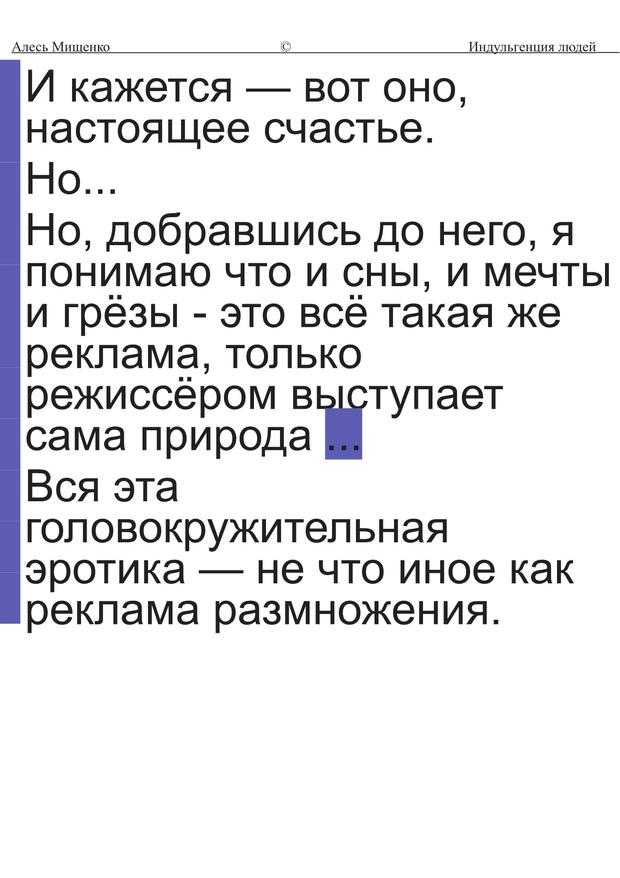 Алесь Мищенко © Индульгенция людей
И кажется — вот оно,
настоящее счастье.
Но...
Но, добравшись до него, я
понимаю что и сны, и мечты
и грёзы - это всё такая же
реклама, только
режиссёром выступает
сама природа ...
Вся эта
головокружительная
эротика — не что иное как
реклама размножения.